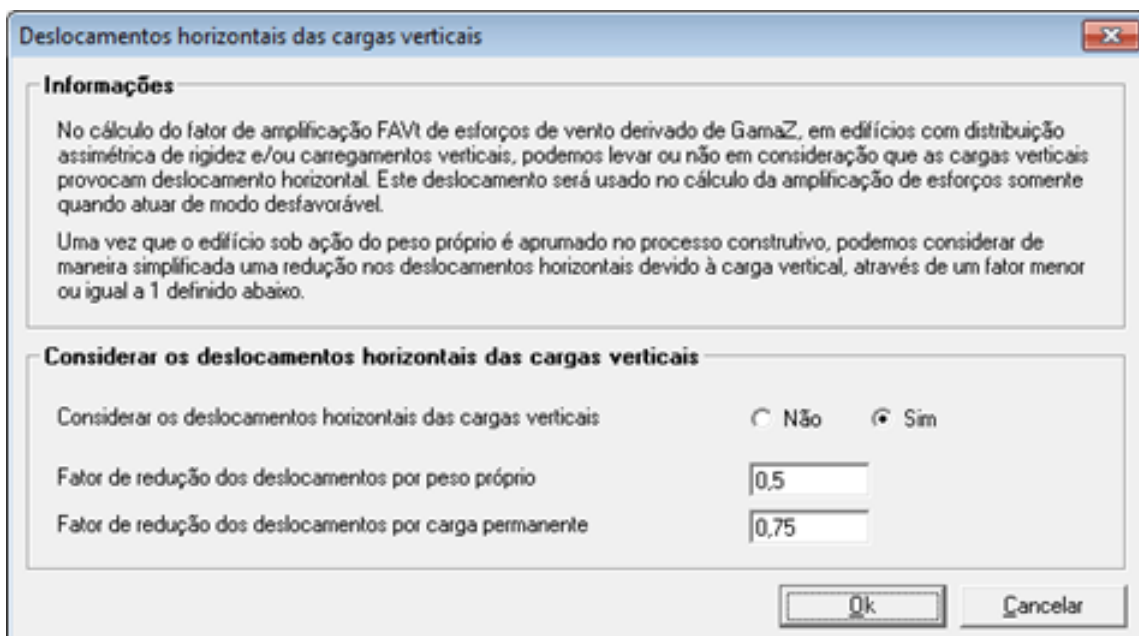 Deslocamentos horizontais das cargas verticais
Informações
No cálculo do fator de amplificação FAVt de esforços de vento derivado de GamaZ, em edifícios com distribuição
assimétrica de rigidez e/ou carregamentos verticais, podemos levar ou não em consideração que as cargas verticais
provocam deslocamento horizontal. Este deslocamento será usado no cálculo da amplificação de esforços somente
quando atuar de modo desfavorável.
Uma vez que o edifício sob ação do peso próprio é aprumado no processo construtivo, podemos considerar de
maneira simplificada uma redução nos deslocamentos horizontais devido à carga vertical, através de um fator menor
ou igual a 1 definido abaixo.
Considerar os deslocamentos horizontais das cargas verticais
Considerar os deslocamentos horizontais das cargas verticais Não Sim
Fator de redução dos deslocamentos por peso próprio 0,5
Fator de redução dos deslocamentos por carga permanente 0,75
Ok Cancelar